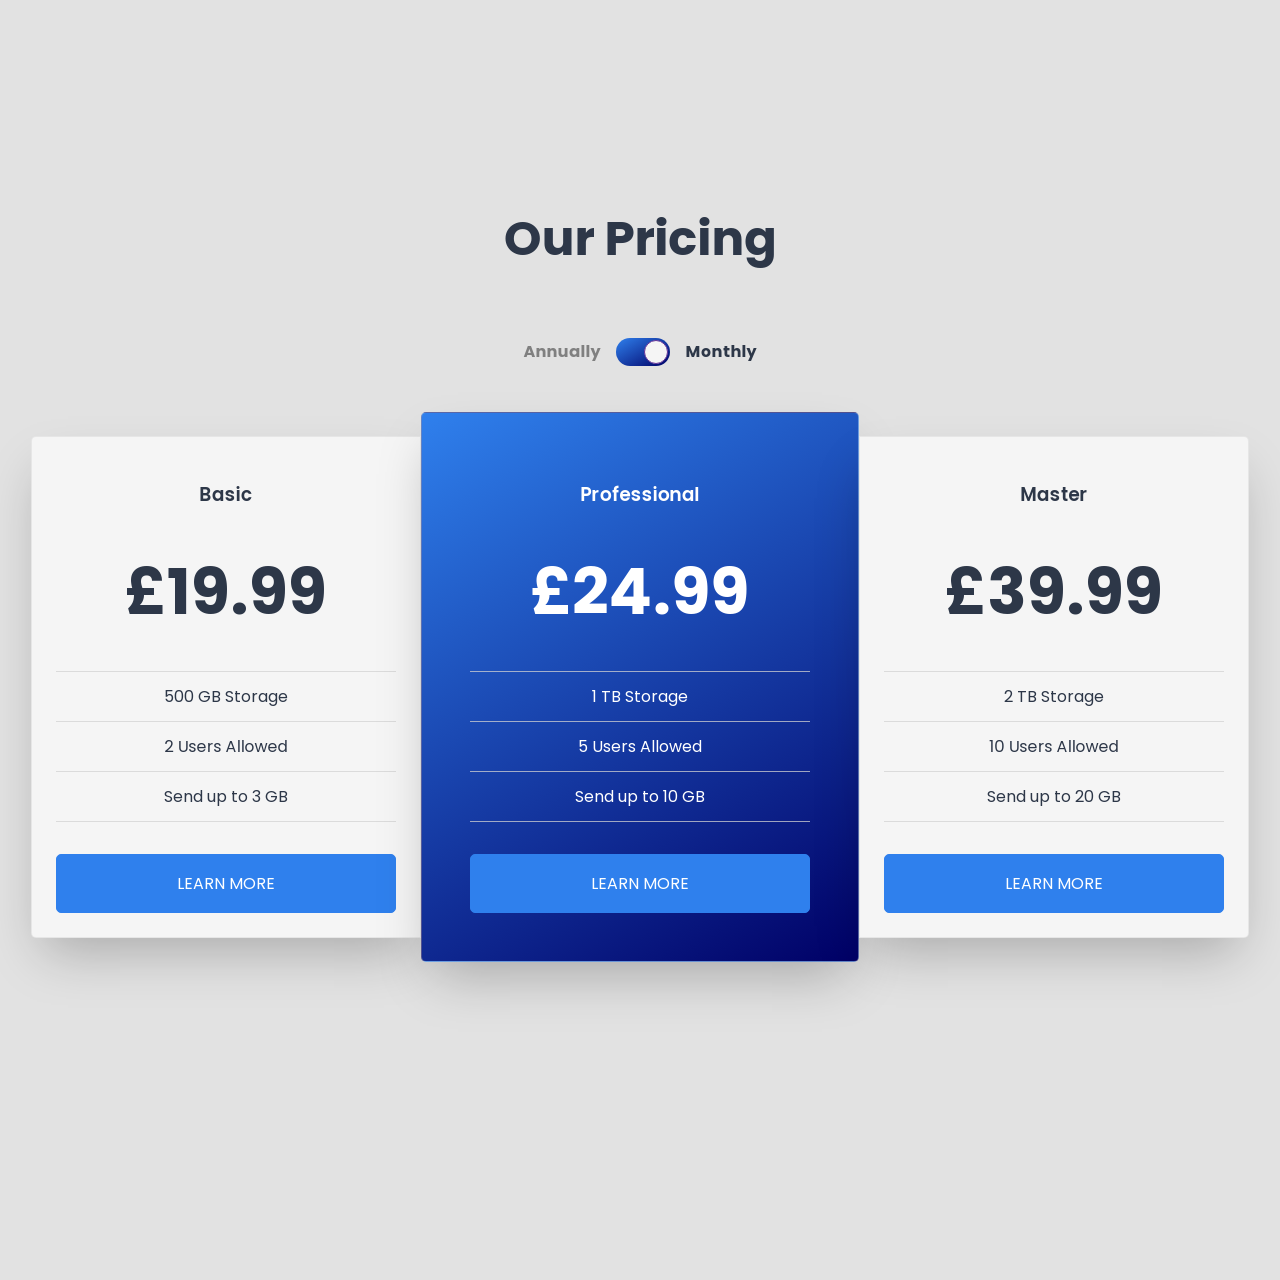 Our Pricing
Annually
Monthly
Basic
£19.99
500 GB Storage
2 Users Allowed
Send up to 3 GB
LEARN MORE
Professional
£24.99
1 TB Storage
5 Users Allowed
Send up to 10 GB
LEARN MORE
Master
£39.99
2 TB Storage
10 Users Allowed
Send up to 20 GB
LEARN MORE